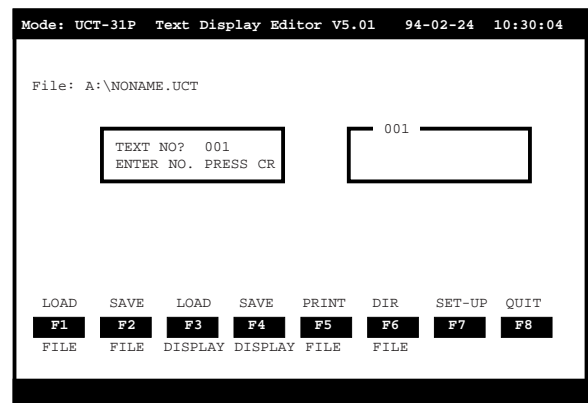 Mode: UCT-31P Text Display Editor V5.01 94-02-24 10:30:04
File: A:\NONAME.UCT
TEXT NO? 001
ENTER NO. PRESS CR
001
LOAD SAVE LOAD SAVE PRINT DIR SET-UP QUIT
F1 F2 F3 F4 F5 F6 F7 F8
FILE FILE DISPLAY DISPLAY FILE FILE